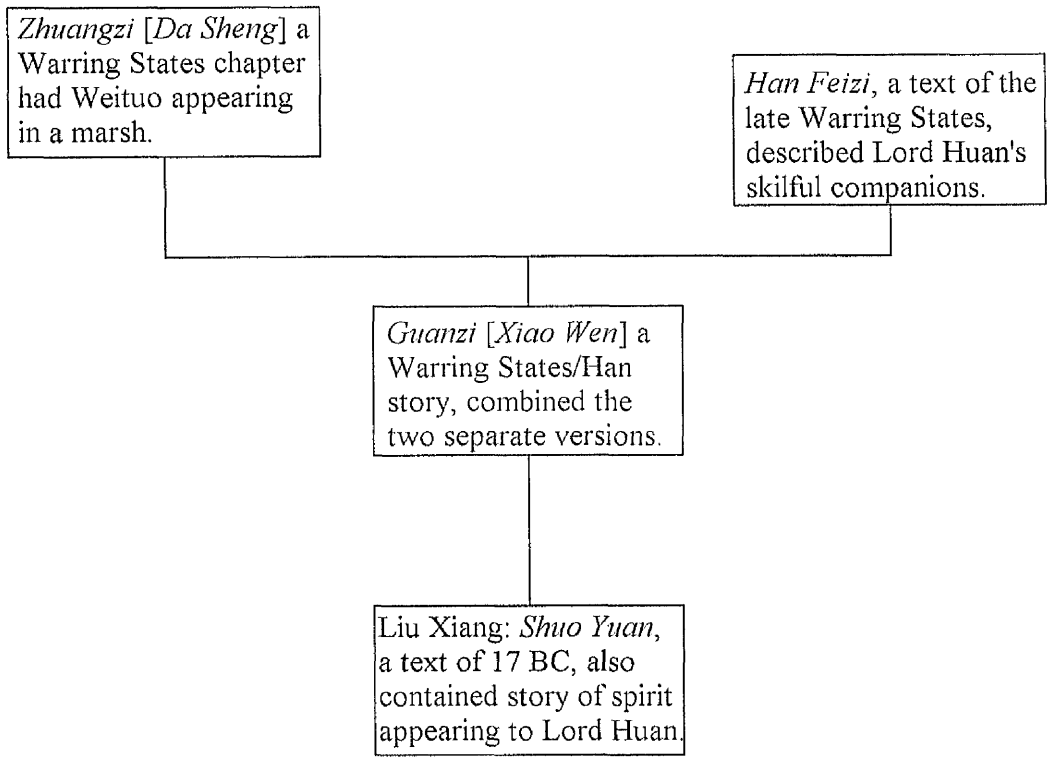 Zhuangzi [Da Sheng] a
Warring States chapter
had Weituo appearing
in a marsh.
Han Feizi, a text of the
late Warring States,
described Lord Huan's
skilful companions.
Guanzi [Xiao Wen] a
Warring States/Han
story, combined the
two separate versions.
Liu Xiang: Shuo Yuan,
a text of 17 BC, also
contained story of spirit
appearing to Lord Huan.